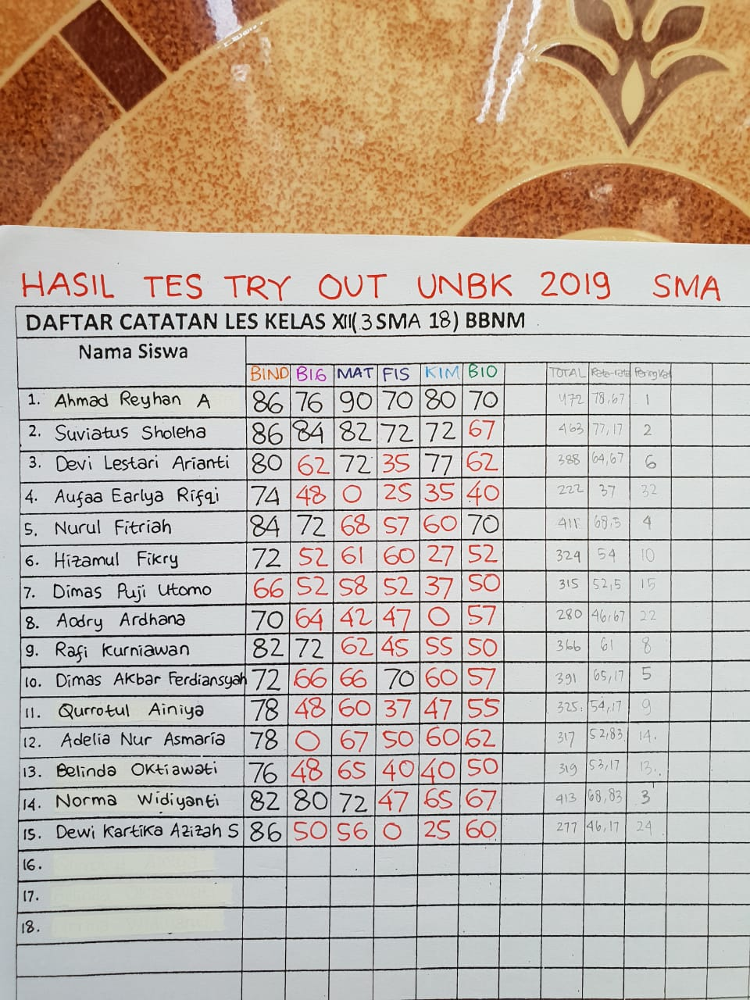 HASIL TES TRY OUT UNBK 2019 SMA
DAFTAR CATATAN LES KELAS XII(3 SMA 18) BBNM
Nama Siswa
BIND BIG MAT FIS KIM BIO TOTAL Rata-rata Peringkat
1. Ahmad Reyhan A 86 76 90 70 80 70 472 78,67 1
2. Suviatus Sholeha 86 84 82 72 72 67 463 77,17 2
3. Devi Lestari Arianti 80 62 72 35 77 62 388 64,67 6
4. Aufaa Earlya Rifqi 74 48 0 25 35 40 222 37 32
5. Nurul Fitriah 84 72 68 57 60 70 411 68,5 4
6. Hizamul Fikry 72 52 61 60 27 52 324 54 10
7. Dimas Puji Utomo 66 52 58 52 37 50 315 52,5 15
8. Aodry Ardhana 70 64 42 47 0 57 280 46,67 22
9. Rafi Kurniawan 82 72 62 45 55 50 366 61 8
10. Dimas Akbar Ferdiansyah 72 66 66 70 60 57 391 65,17 5
11. Qurrotul Ainiya 78 48 60 37 47 55 325 54,17 9
12. Adelia Nur Asmaria 78 0 67 50 60 62 317 52,83 14.
13. Belinda Oktiawati 76 48 65 40 40 50 319 53,17 13..
14. Norma Widiyanti 82 80 72 47 65 67 413 68,83 3
15. Dewi Kartika Azizah S 86 50 56 0 25 60 277 46,17 24
16.
17.
18.